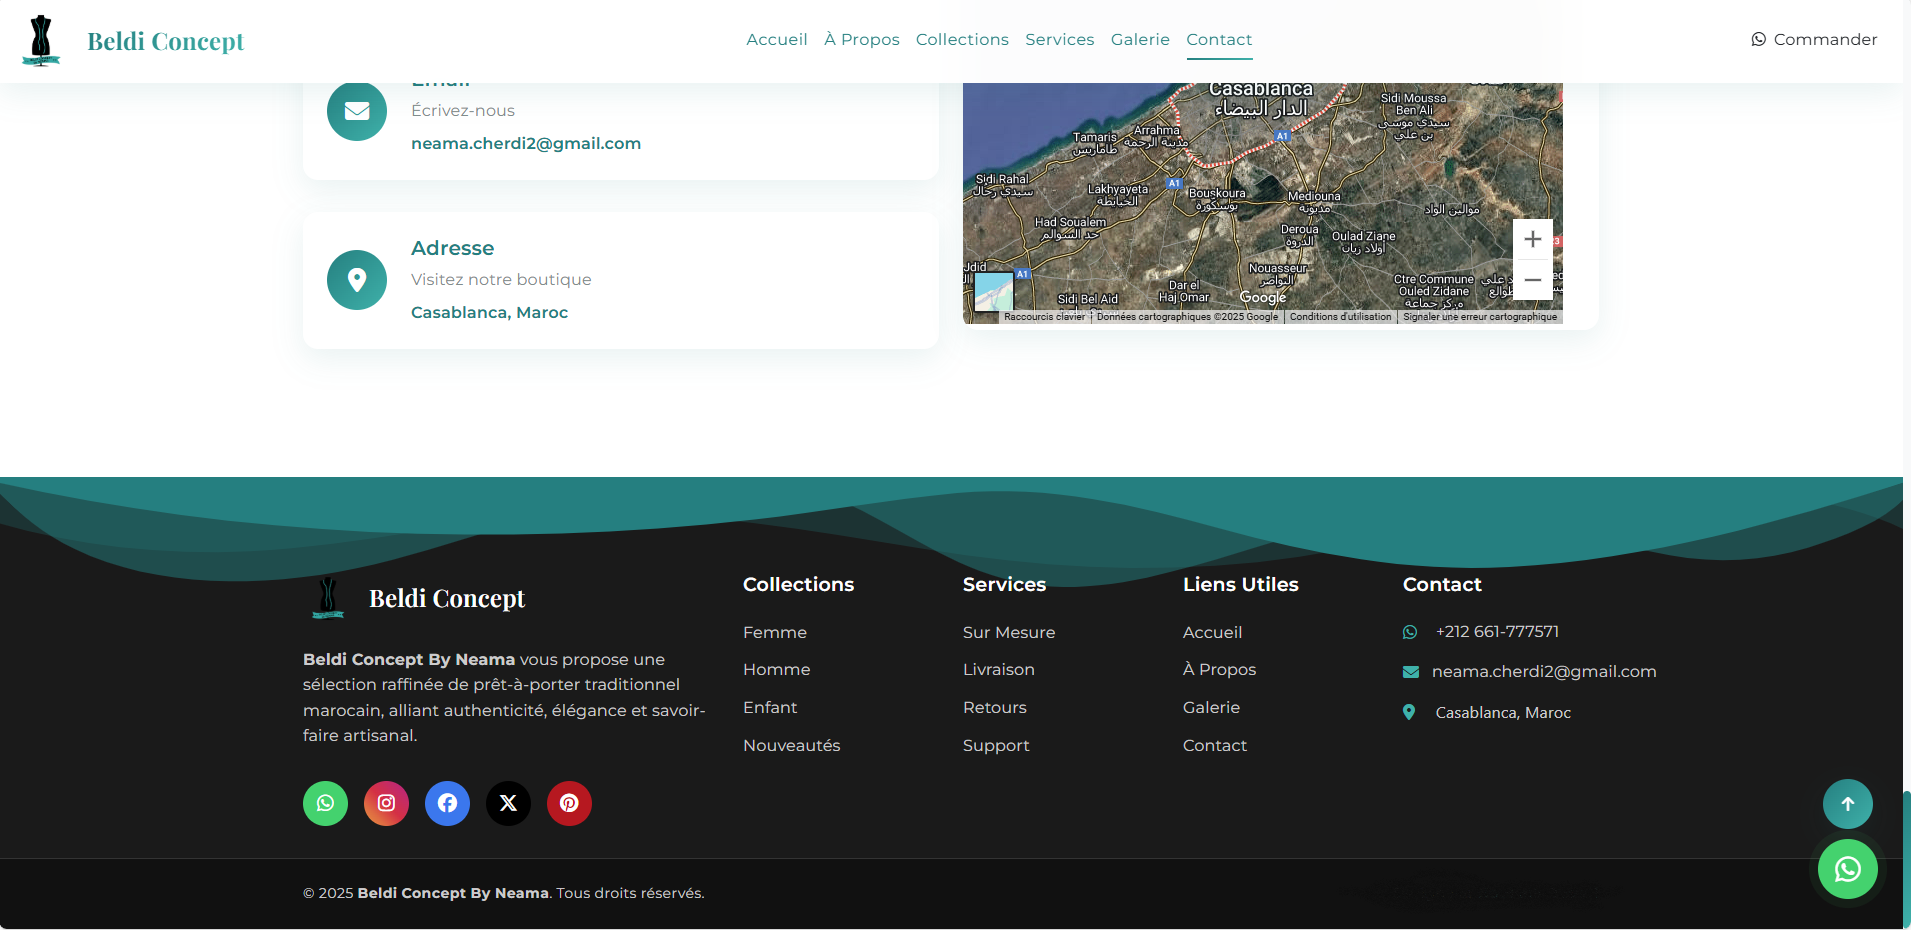 Beldi Concept
Accueil À Propos Collections Services Galerie Contact
Commander
Écrivez-nous
neama.cherdi2@gmail.com
Adresse
Visitez notre boutique
Casablanca, Maroc
Casablanca
الدار البيضاء
Sidi Moussa
Ben Ali
سيدي موسى
بن علي
Tamaris
طاماريس
Arrahma
مدينة الرحمة
A1
Sidi Rahal
سيدي رحال
Lakhyayeta
الخيايطة
A1
Bouskoura
بوسكورة
Mediouna
مديونة
موالين الواد
Had Soualem
حد السوالم
Deroua
الدروة
Oulad Ziane
أولاد زيان
A1
Nouasseur
النواصر
Dar el
Haj Omar
Sidi Bel Aid
Ctre Commune
Ouled Zidane
مركز جماعة
Google
Raccourcis clavier
Données cartographiques ©2025 Google
Conditions d'utilisation
Signaler une erreur cartographique
Beldi Concept
Beldi Concept By Neama vous propose une
sélection raffinée de prêt-à-porter traditionnel
marocain, alliant authenticité, élégance et savoir-
faire artisanal.
Collections
Femme
Homme
Enfant
Nouveautés
Services
Sur Mesure
Livraison
Retours
Support
Liens Utiles
Accueil
À Propos
Galerie
Contact
Contact
+212 661-777571
neama.cherdi2@gmail.com
Casablanca, Maroc
© 2025 Beldi Concept By Neama. Tous droits réservés.